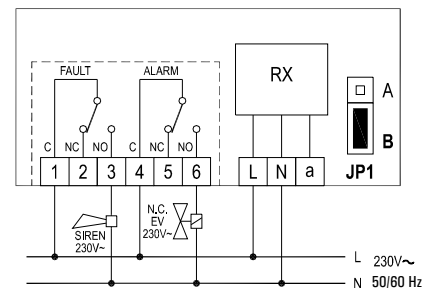 FAULT ALARM RX
A
B
C NC NO C NC NO
1 2 3 4 5 6 L N a JP1
SIREN
230V~
N.C.
EV
230V~
L 230V~
N 50/60 Hz